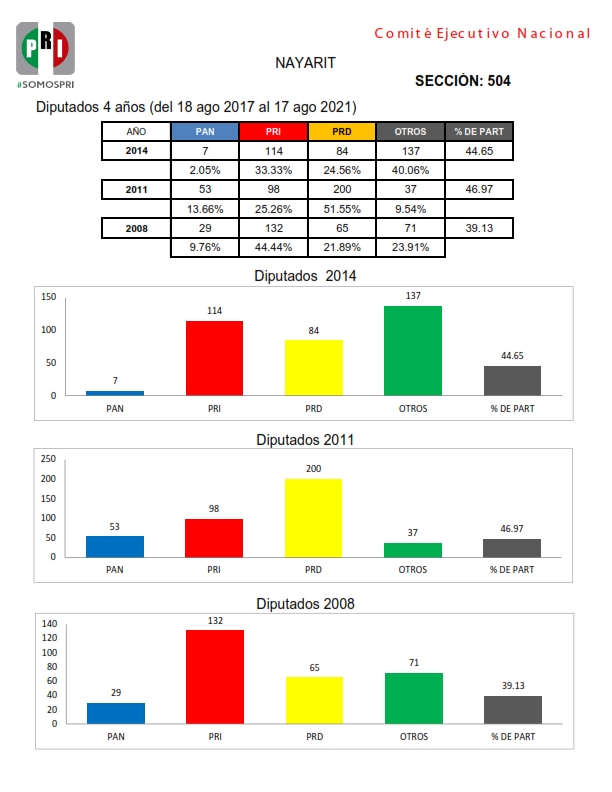 Comité Ejecutivo Nacional
PRI
#SOMOSPRI
NAYARIT
SECCIÓN: 504
Diputados 4 años (del 18 ago 2017 al 17 ago 2021)
AÑO PAN PRI PRD OTROS % DE PART
2014 7 114 84 137 44.65
2.05% 33.33% 24.56% 40.06%
2011 53 98 200 37 46.97
13.66% 25.26% 51.55% 9.54%
2008 29 132 65 71 39.13
9.76% 44.44% 21.89% 23.91%
Diputados 2014
150
100
50
0
7 114 84 137 44.65
PAN PRI PRD OTROS % DE PART
Diputados 2011
250
200
150
100
50
0
53 98 200 37 46.97
PAN PRI PRD OTROS % DE PART
Diputados 2008
140
120
100
80
60
40
20
0
29 132 65 71 39.13
PAN PRI PRD OTROS % DE PART